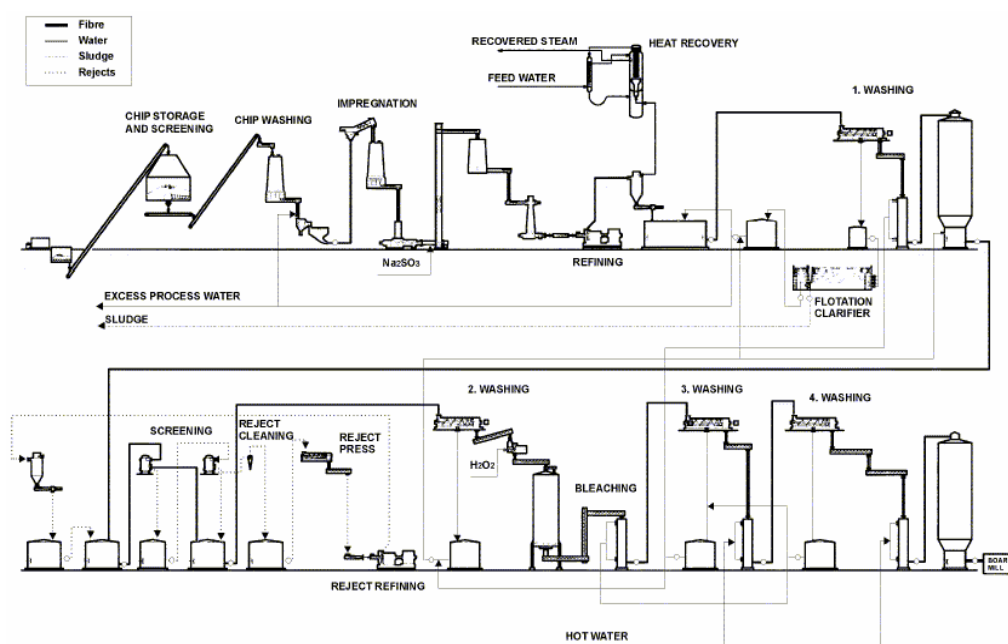 Fibre
Water
Sludge
Rejects
RECOVERED STEAM
HEAT RECOVERY
FEED WATER
1. WASHING
CHIP STORAGE
AND SCREENING
CHIP WASHING
IMPREGNATION
Na2SO3
REFINING
EXCESS PROCESS WATER
SLUDGE
FLOTATION
CLARIFIER
2. WASHING
3. WASHING
4. WASHING
SCREENING
REJECT
CLEANING
REJECT
PRESS
H2O2
BLEACHING
REJECT REFINING
BOAR
MILL
HOT WATER